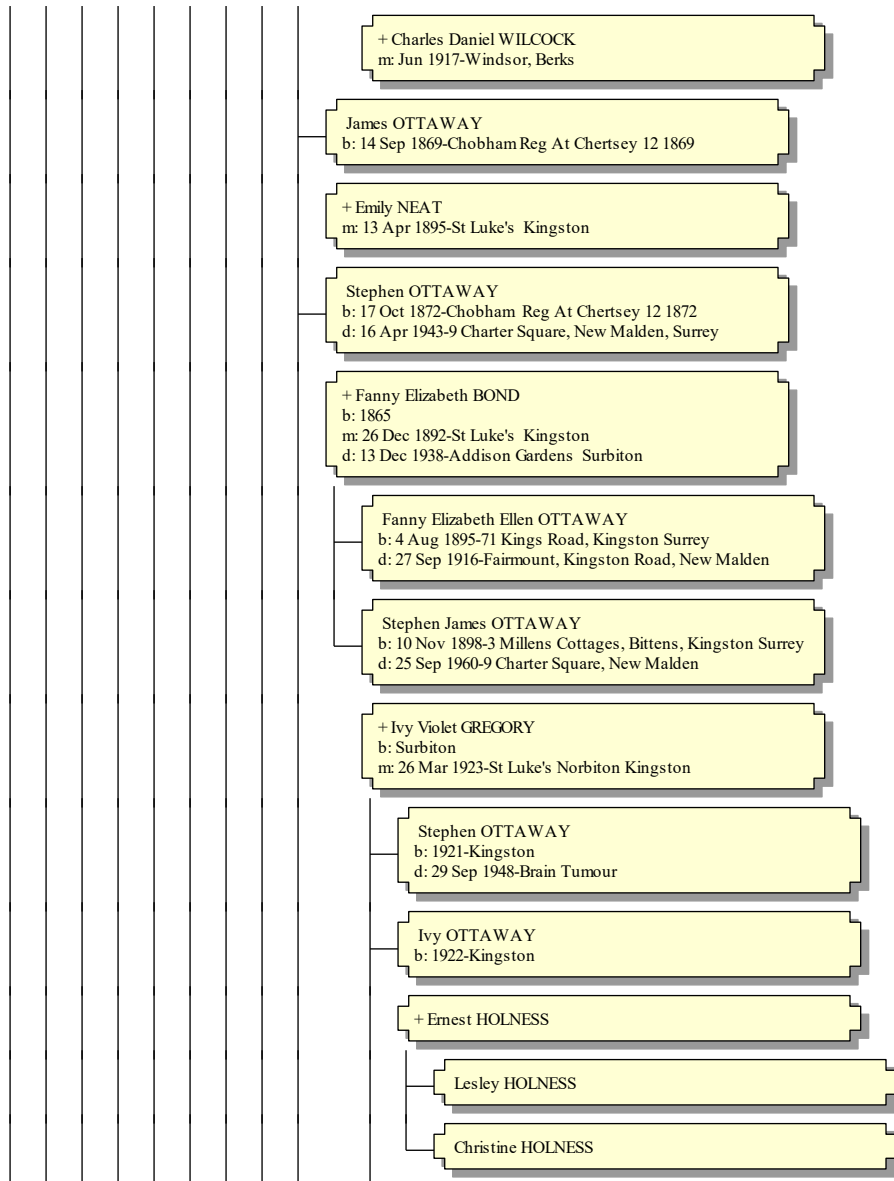 + Charles Daniel WILCOCK
m: Jun 1917-Windsor, Berks
James OTTAWAY
b: 14 Sep 1869-Chobham Reg At Chertsey 12 1869
+ Emily NEAT
m: 13 Apr 1895-St Luke's Kingston
Stephen OTTAWAY
b: 17 Oct 1872-Chobham Reg At Chertsey 12 1872
d: 16 Apr 1943-9 Charter Square, New Malden, Surrey
+ Fanny Elizabeth BOND
b: 1865
m: 26 Dec 1892-St Luke's Kingston
d: 13 Dec 1938-Addison Gardens Surbiton
Fanny Elizabeth Ellen OTTAWAY
b: 4 Aug 1895-71 Kings Road, Kingston Surrey
d: 27 Sep 1916-Fairmount, Kingston Road, New Malden
Stephen James OTTAWAY
b: 10 Nov 1898-3 Millens Cottages, Bittens, Kingston Surrey
d: 25 Sep 1960-9 Charter Square, New Malden
+ Ivy Violet GREGORY
b: Surbiton
m: 26 Mar 1923-St Luke's Norbiton Kingston
Stephen OTTAWAY
b: 1921-Kingston
d: 29 Sep 1948-Brain Tumour
Ivy OTTAWAY
b: 1922-Kingston
+ Ernest HOLNESS
Lesley HOLNESS
Christine HOLNESS